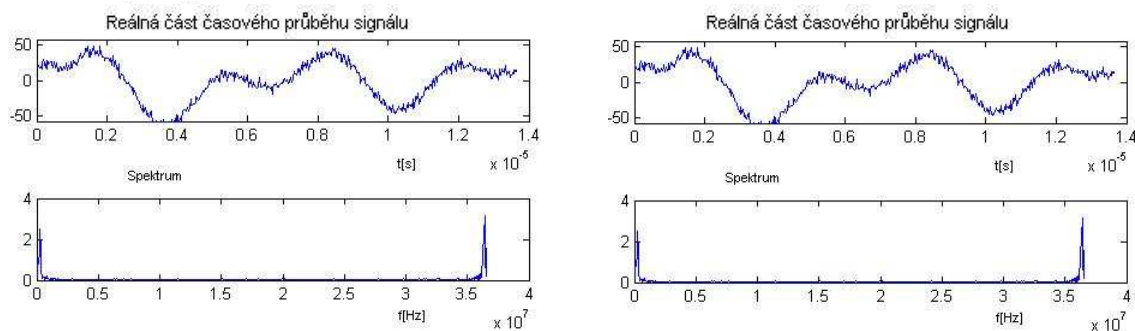 Reálná část časového průběhu signálu
50
0
-50
0 0.2 0.4 0.6 0.8 1 1.2 1.4
t[s]
x 10^-5
Spektrum
4
2
0
0 0.5 1 1.5 2 2.5 3 3.5 4
f[Hz]
x 10^7
Reálná část časového průběhu signálu
50
0
-50
0 0.2 0.4 0.6 0.8 1 1.2 1.4
t[s]
x 10^-5
Spektrum
4
2
0
0 0.5 1 1.5 2 2.5 3 3.5 4
f[Hz]
x 10^7